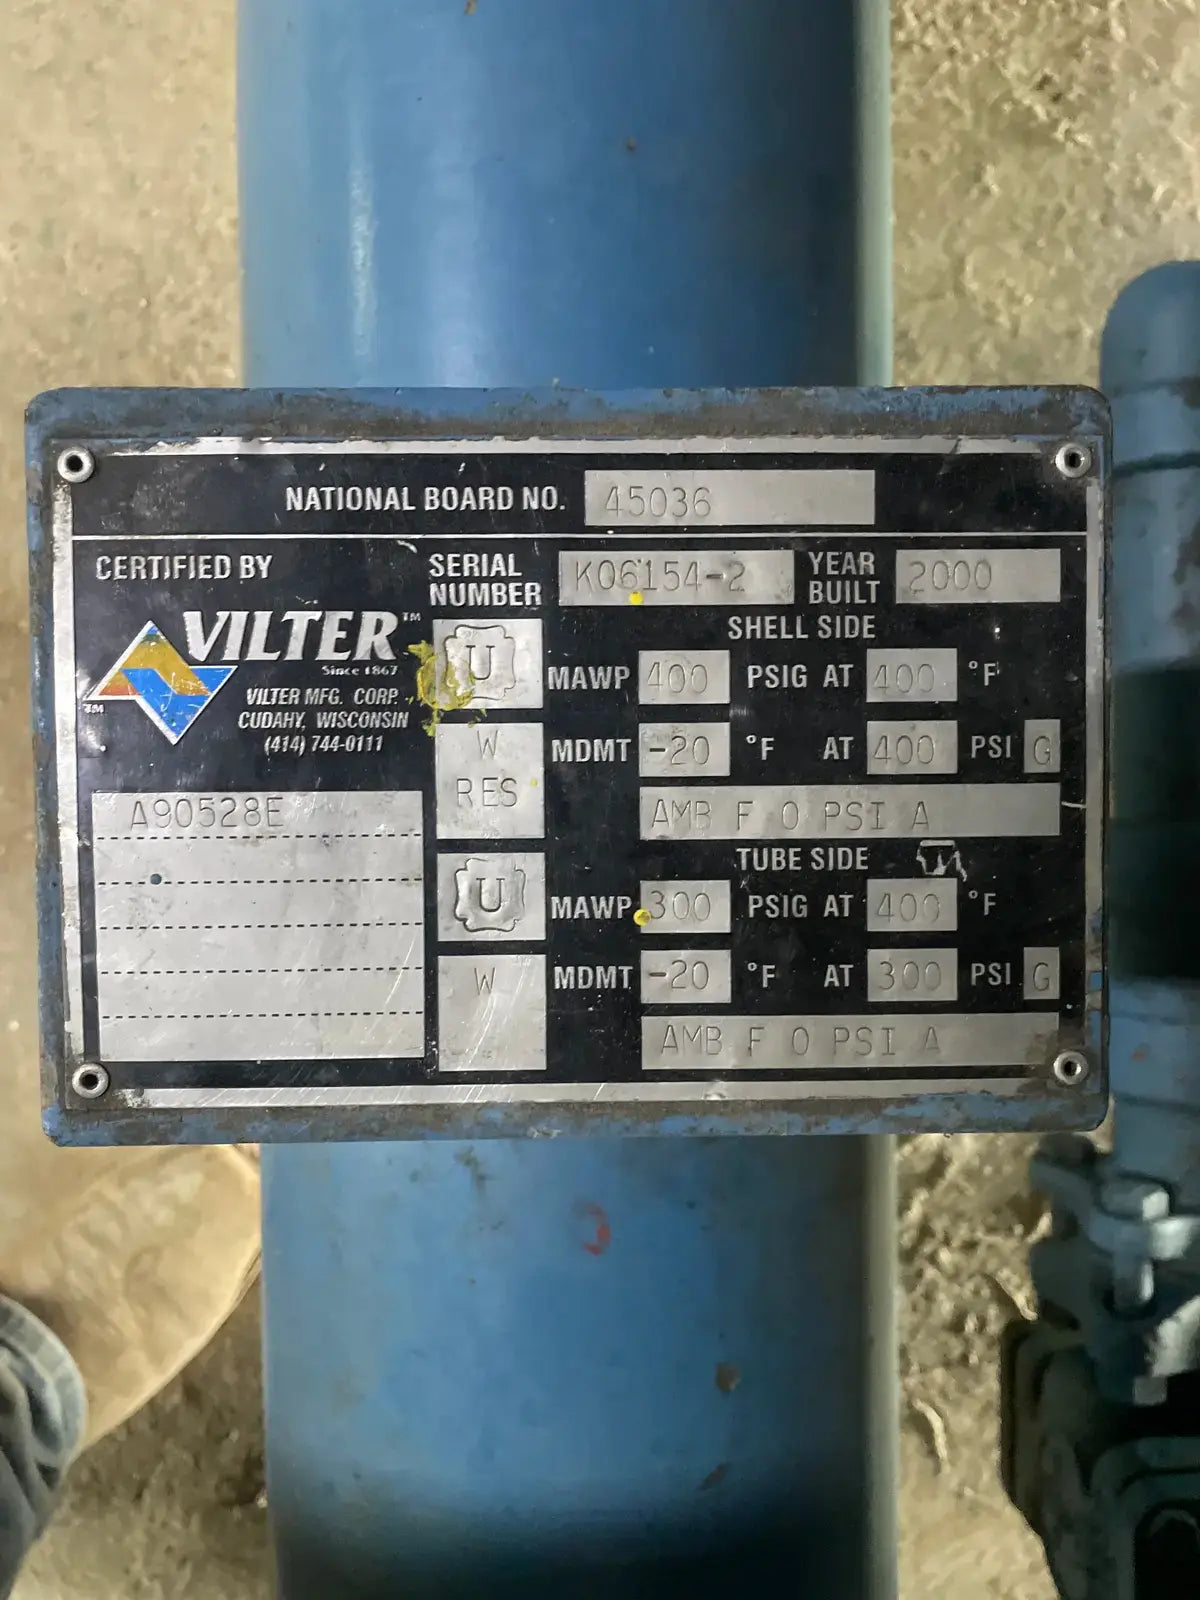 NATIONAL BOARD NO. 45036
CERTIFIED BY
VILTER™
Since 1867
VILTER MFG. CORP.
CUDAHY, WISCONSIN
(414) 744-0111
TM
A90528E
SERIAL NUMBER K06154-2
YEAR BUILT 2000
SHELL SIDE
U
MAWP 400 PSIG AT 400 °F
W
RES
MDMT -20 °F AT 400 PSI G
AMB F 0 PSI A
TUBE SIDE
U
MAWP 300 PSIG AT 400 °F
W
MDMT -20 °F AT 300 PSI G
AMB F 0 PSI A